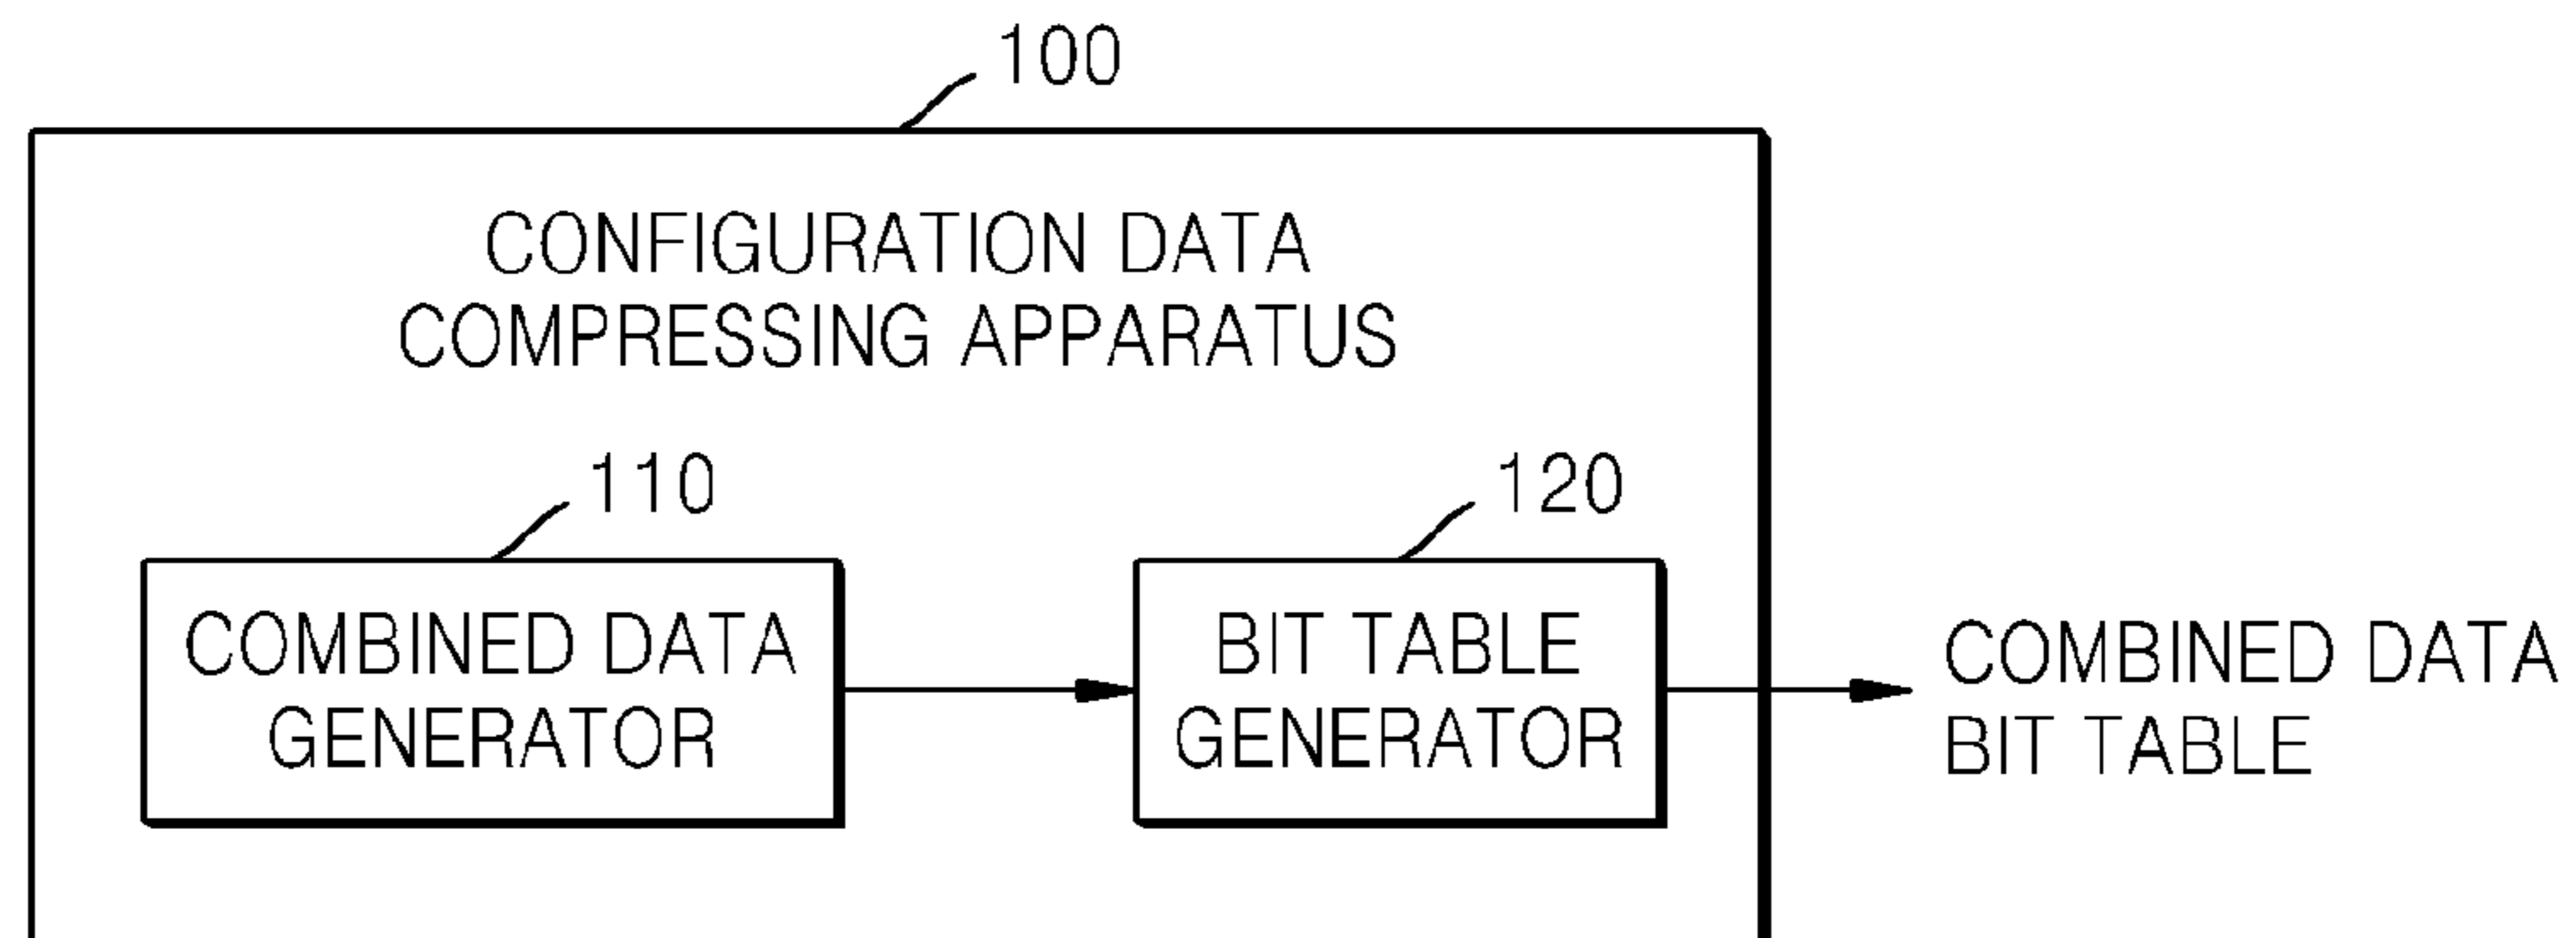 100
CONFIGURATION DATA
COMPRESSING APPARATUS
110
120
COMBINED DATA
GENERATOR
BIT TABLE
GENERATOR
COMBINED DATA
BIT TABLE